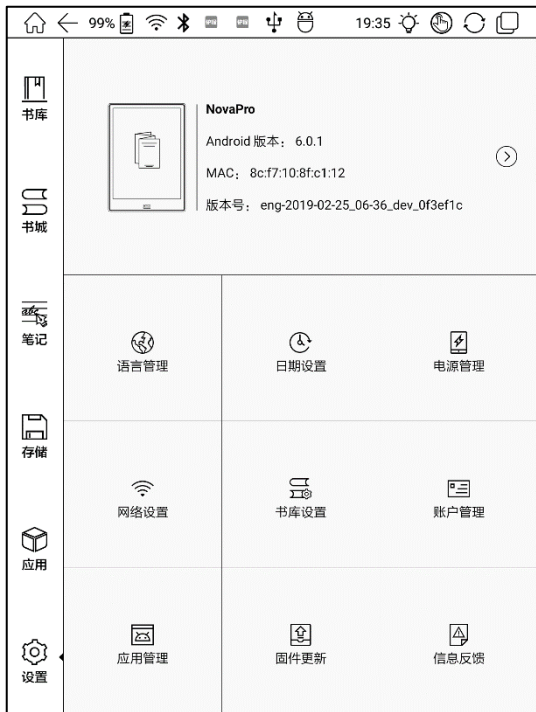 99%
19:35
书库
书城
笔记
存储
应用
设置
NovaPro
Android 版本： 6.0.1
MAC： 8c:f7:10:8f:c1:12
版本号： eng-2019-02-25_06-36_dev_0f3ef1c
语言管理
日期设置
电源管理
网络设置
书库设置
账户管理
应用管理
固件更新
信息反馈